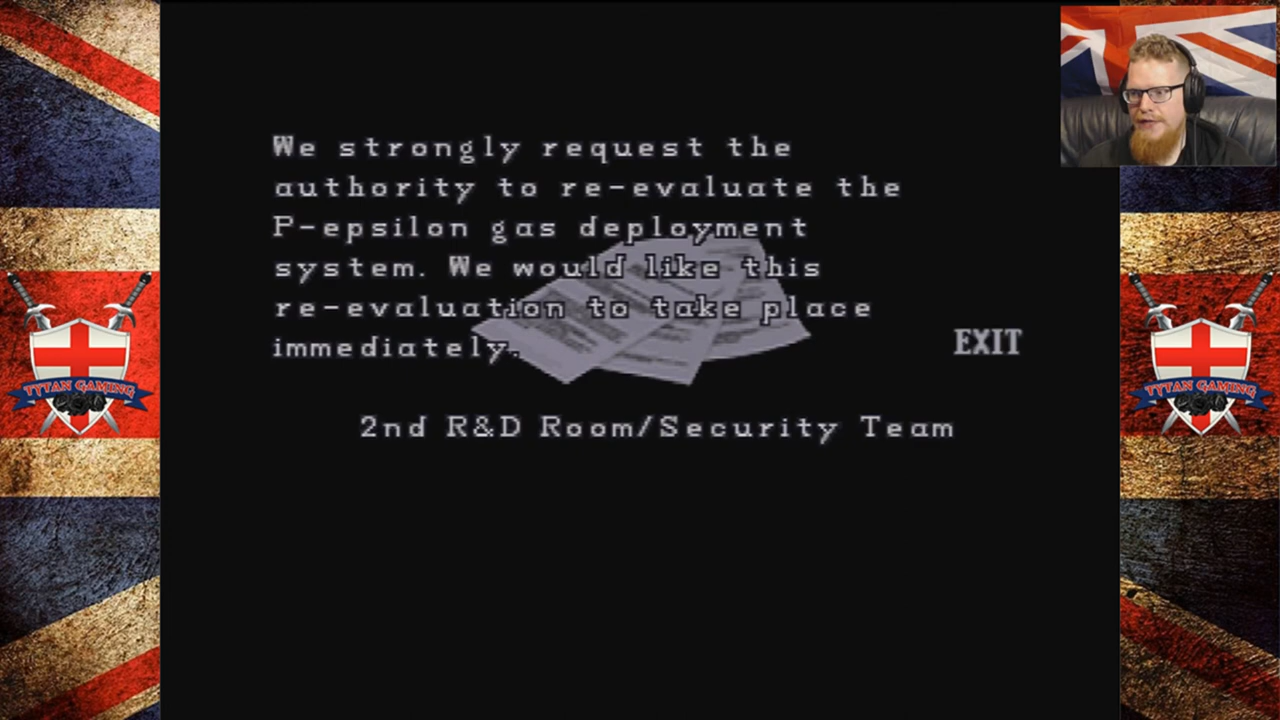 We strongly request the
authority to re-evaluate the
P-epsilon gas deployment
system. We would like this
re-evaluation to take place
immediately.
EXIT
2nd R&D Room/Security Team
TYTAN GAMING
TYTAN GAMING